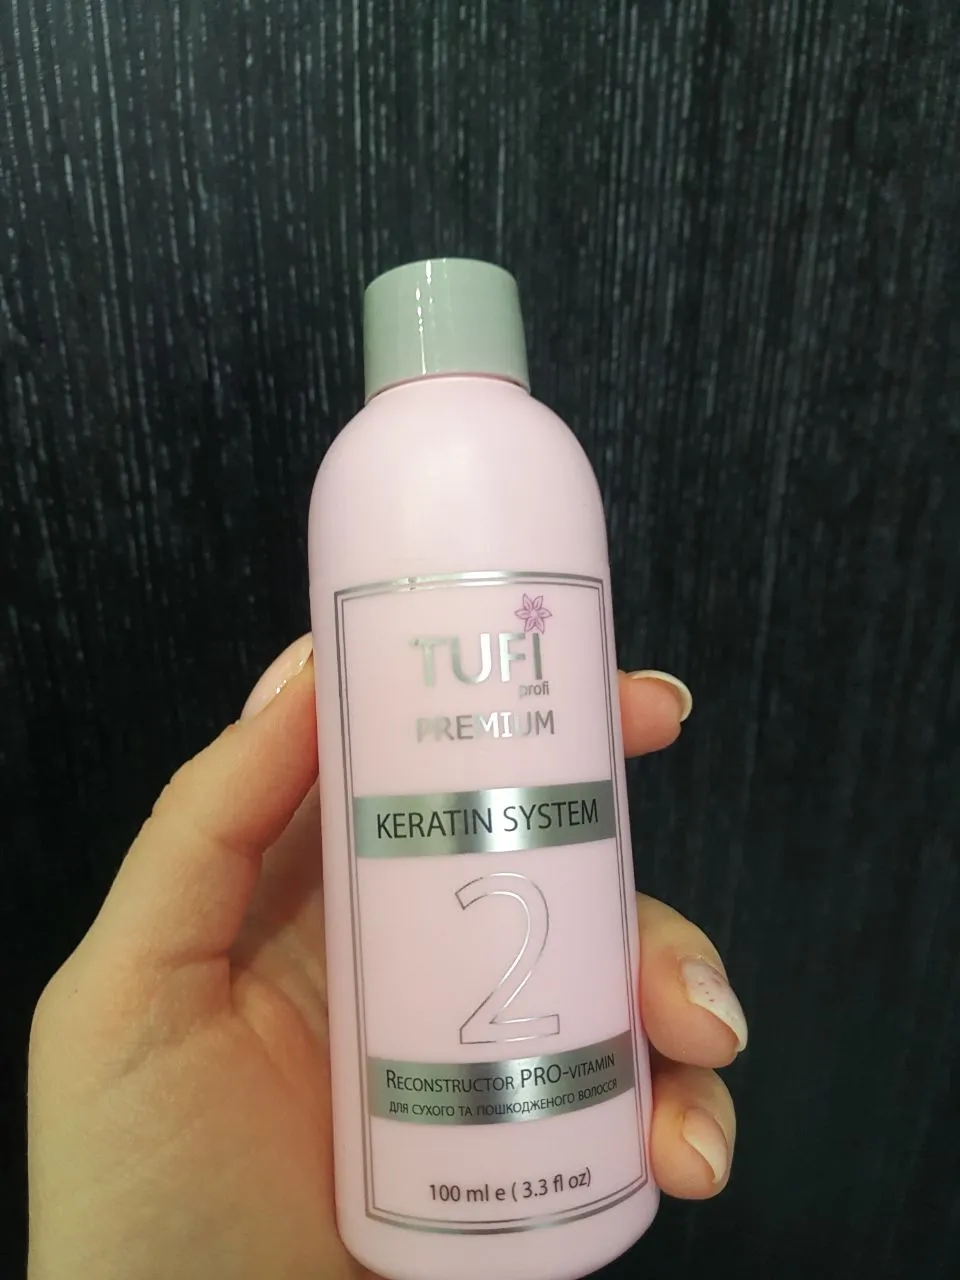 TUFI
profi
PREMIUM
KERATIN SYSTEM
2
RECONSTRUCTOR PRO-VITAMIN
ДЛЯ СУХОГО ТА ПОШКОДЖЕНОГО ВОЛОССЯ
100 ml e ( 3.3 fl oz)